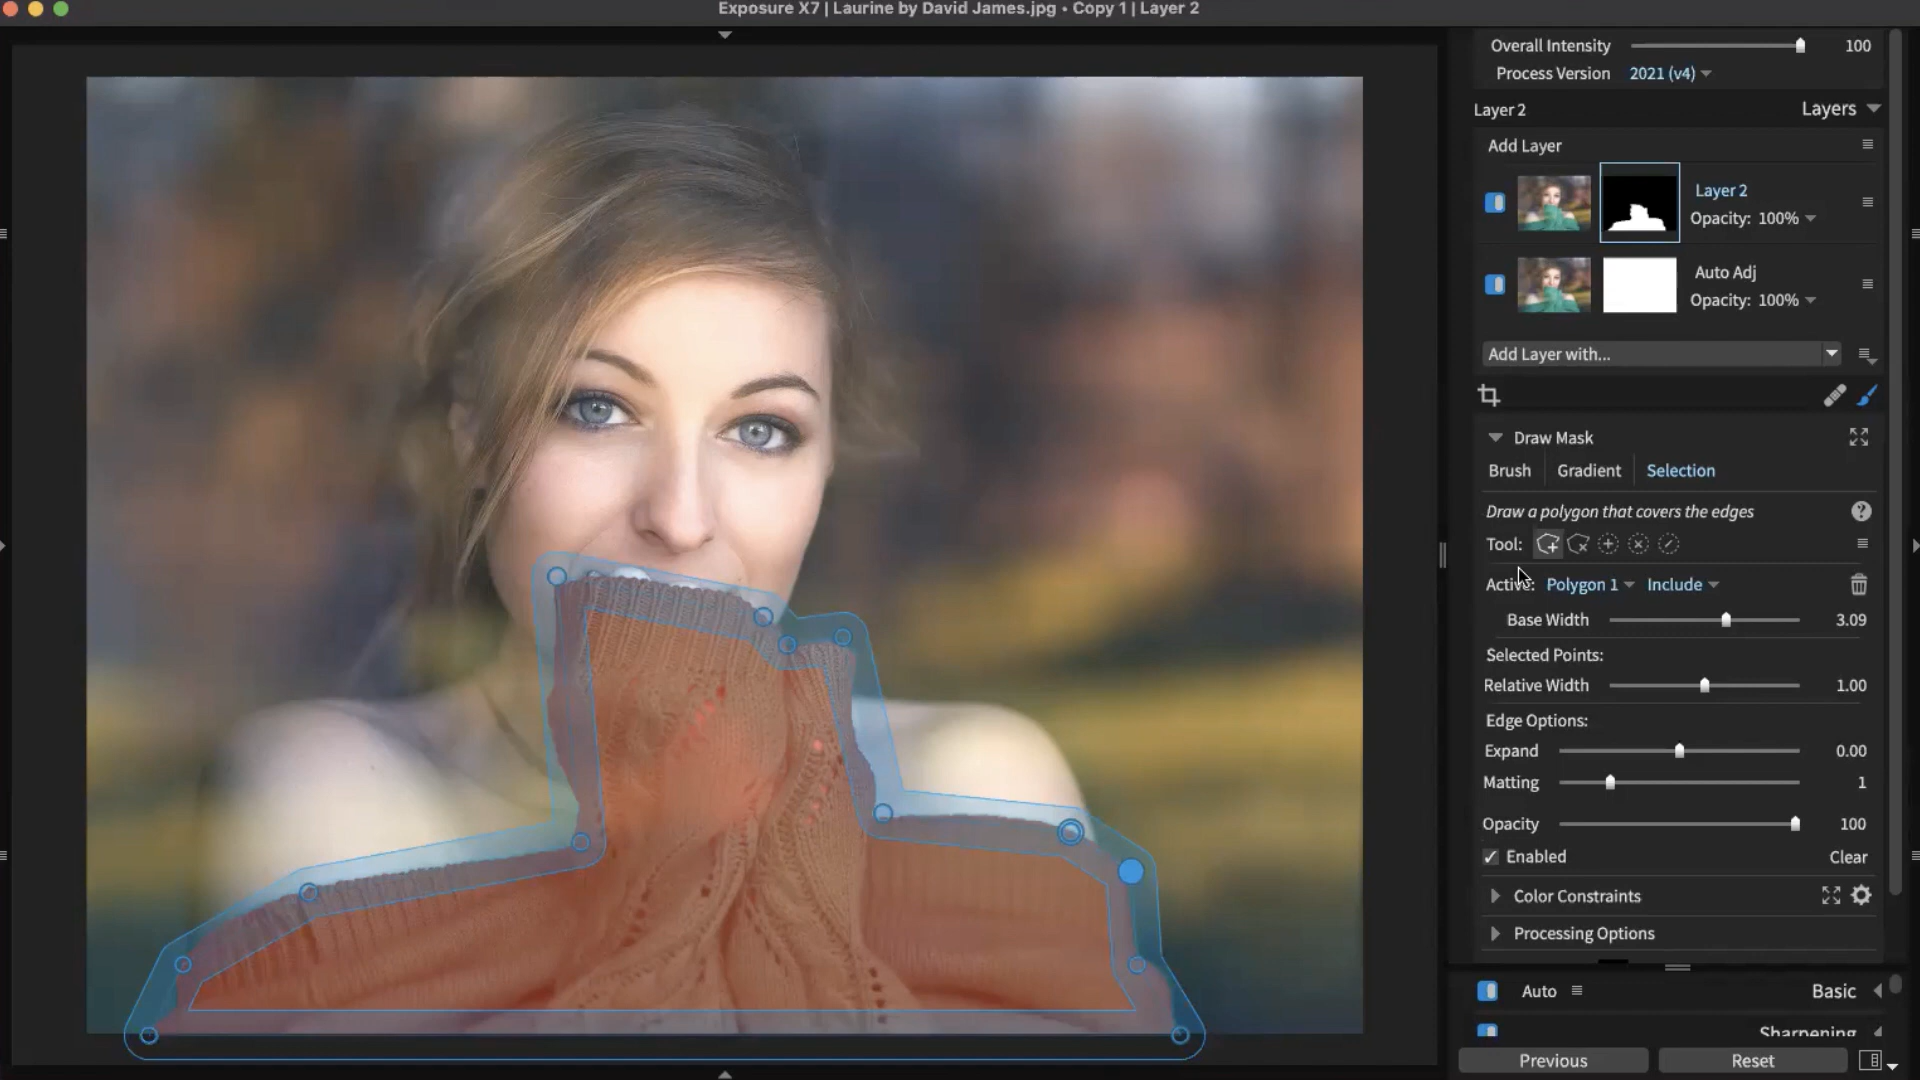 Exposure X7 | Laurine by David James.jpg • Copy 1 | Layer 2
Overall Intensity 100
Process Version 2021 (v4)
Layer 2 Layers
Add Layer
Layer 2
Opacity: 100%
Auto Adj
Opacity: 100%
Add Layer with...
Draw Mask
Brush Gradient Selection
Draw a polygon that covers the edges ?
Tool:
Active: Polygon 1 Include
Base Width 3.09
Selected Points:
Relative Width 1.00
Edge Options:
Expand 0.00
Matting 1
Opacity 100
Enabled Clear
Color Constraints
Processing Options
Auto Basic
Sharpening
Previous Reset